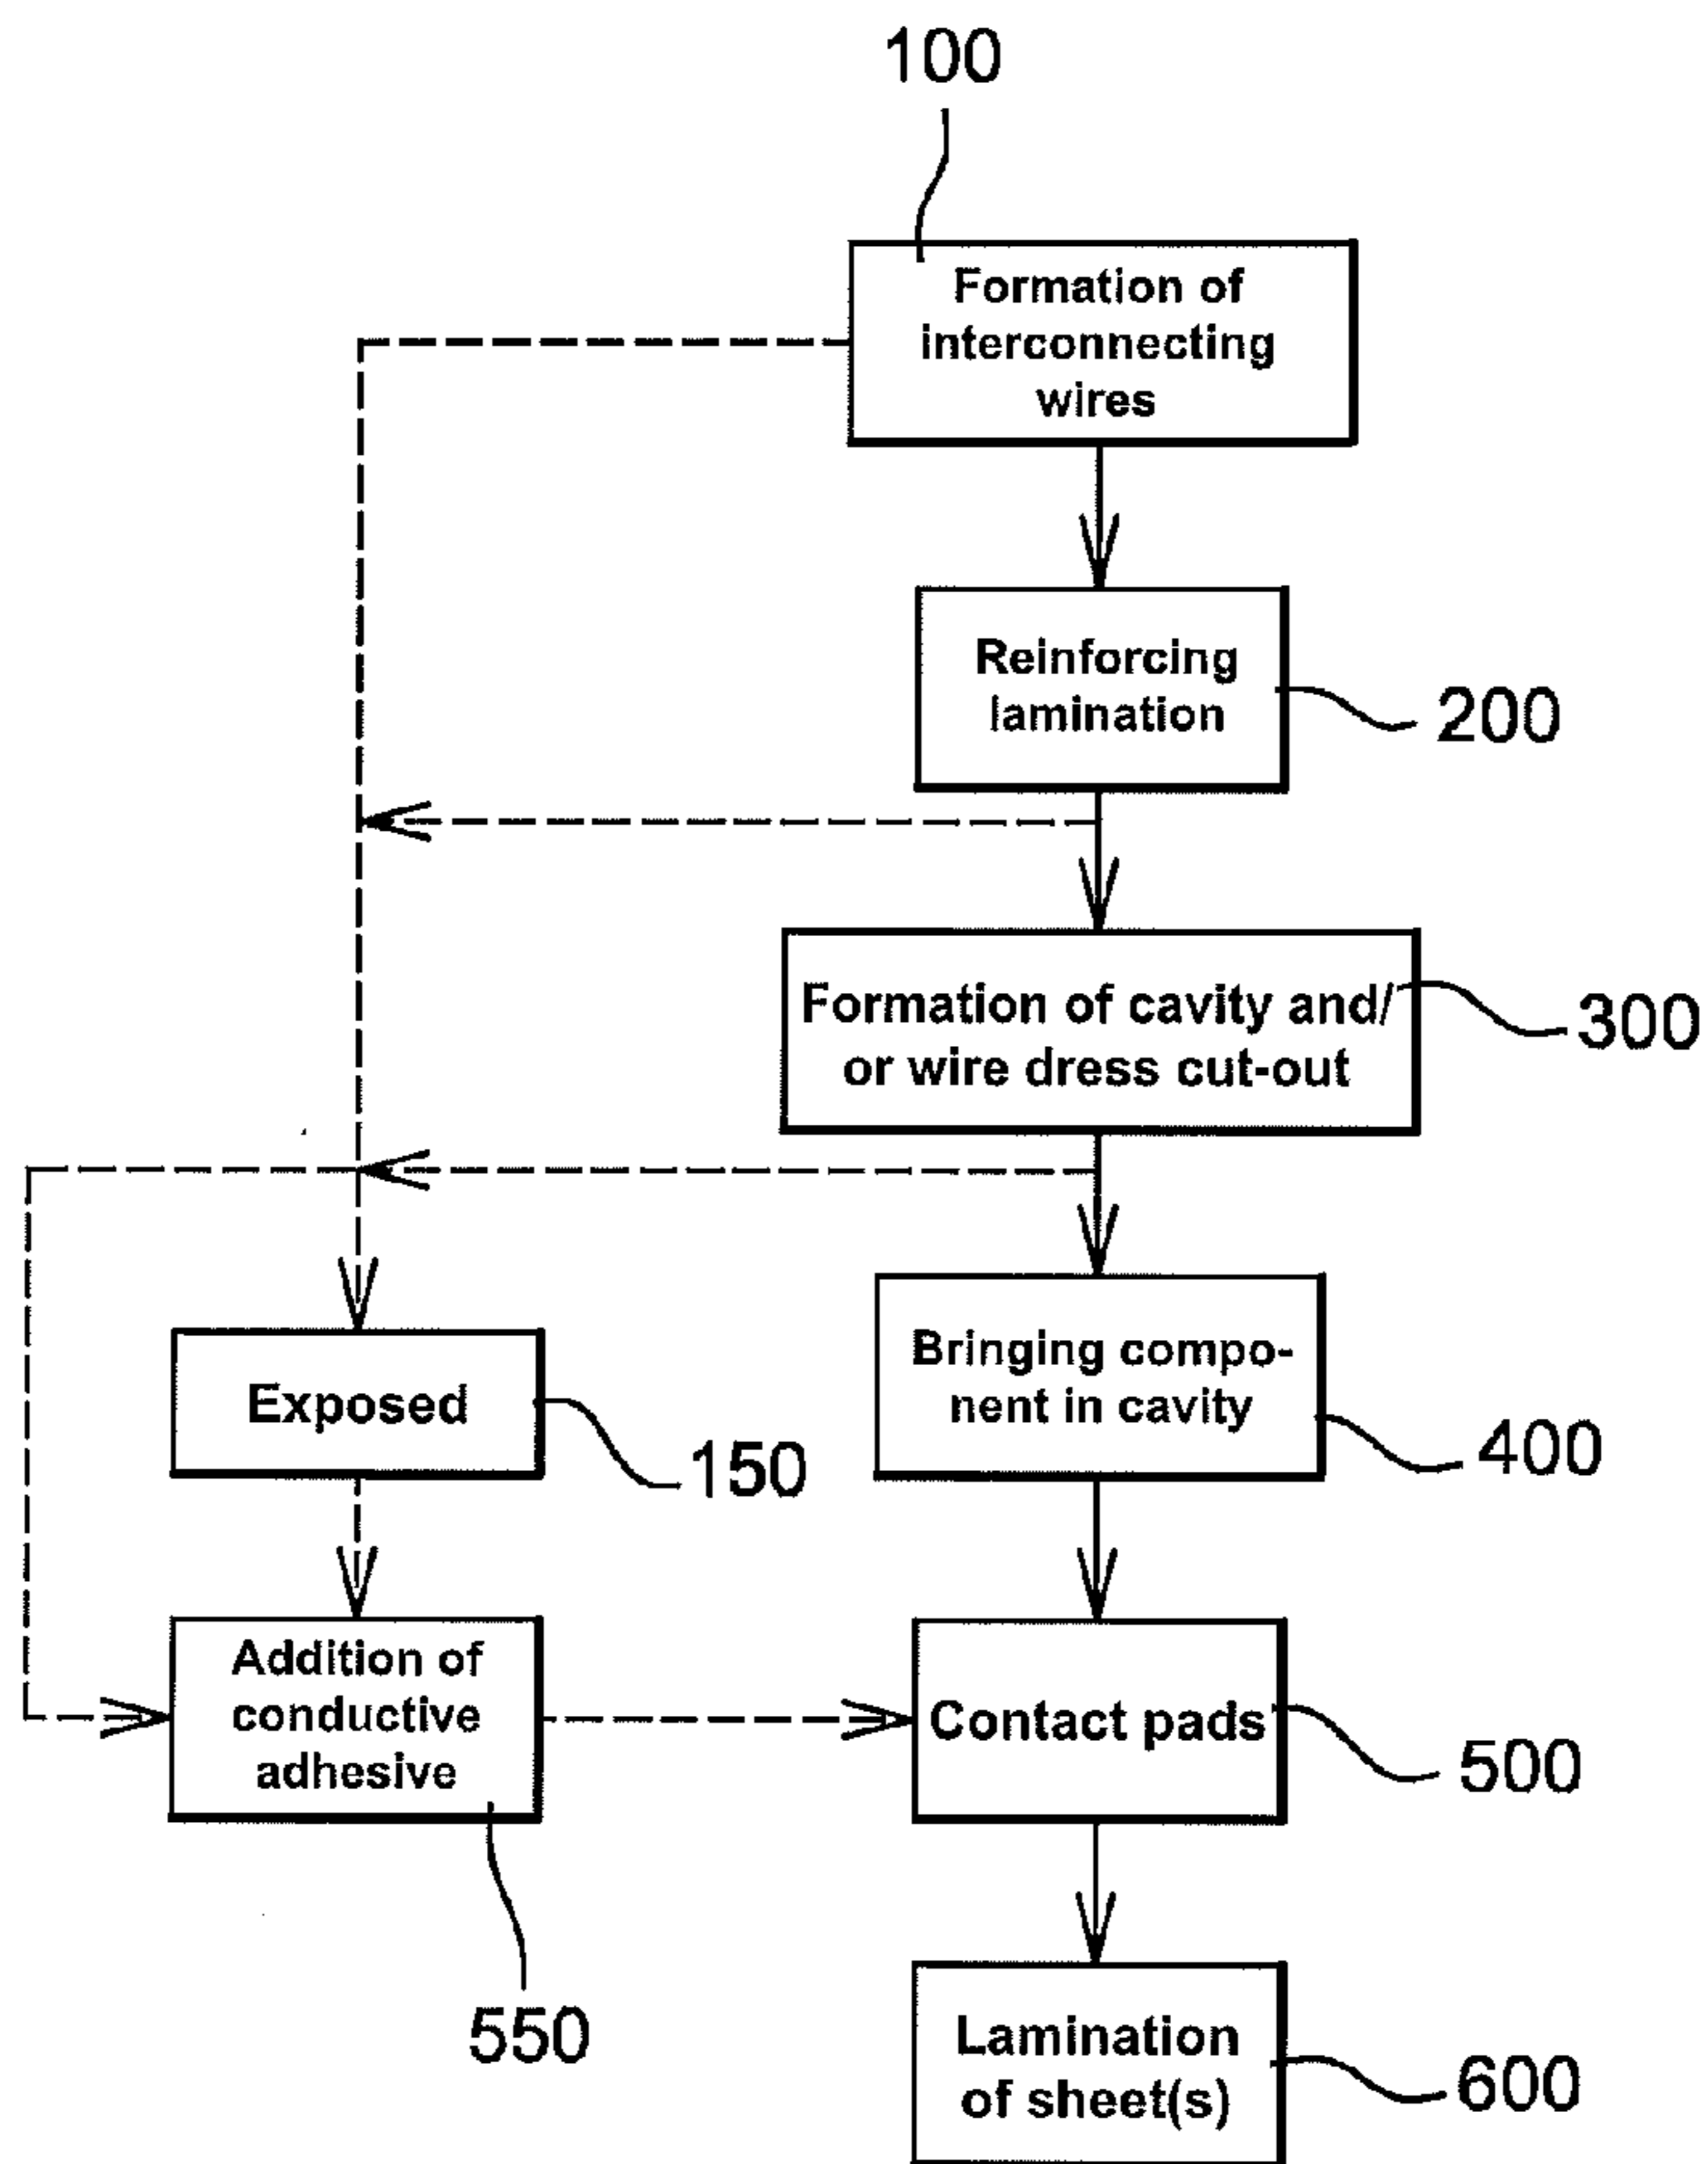 100
Formation of
interconnecting
wires
Reinforcing
lamination
200
Formation of cavity and/
or wire dress cut-out
300
Bringing compo-
nent in cavity
400
Exposed
150
Addition of
conductive
adhesive
550
Contact pads
500
Lamination
of sheet(s)
600